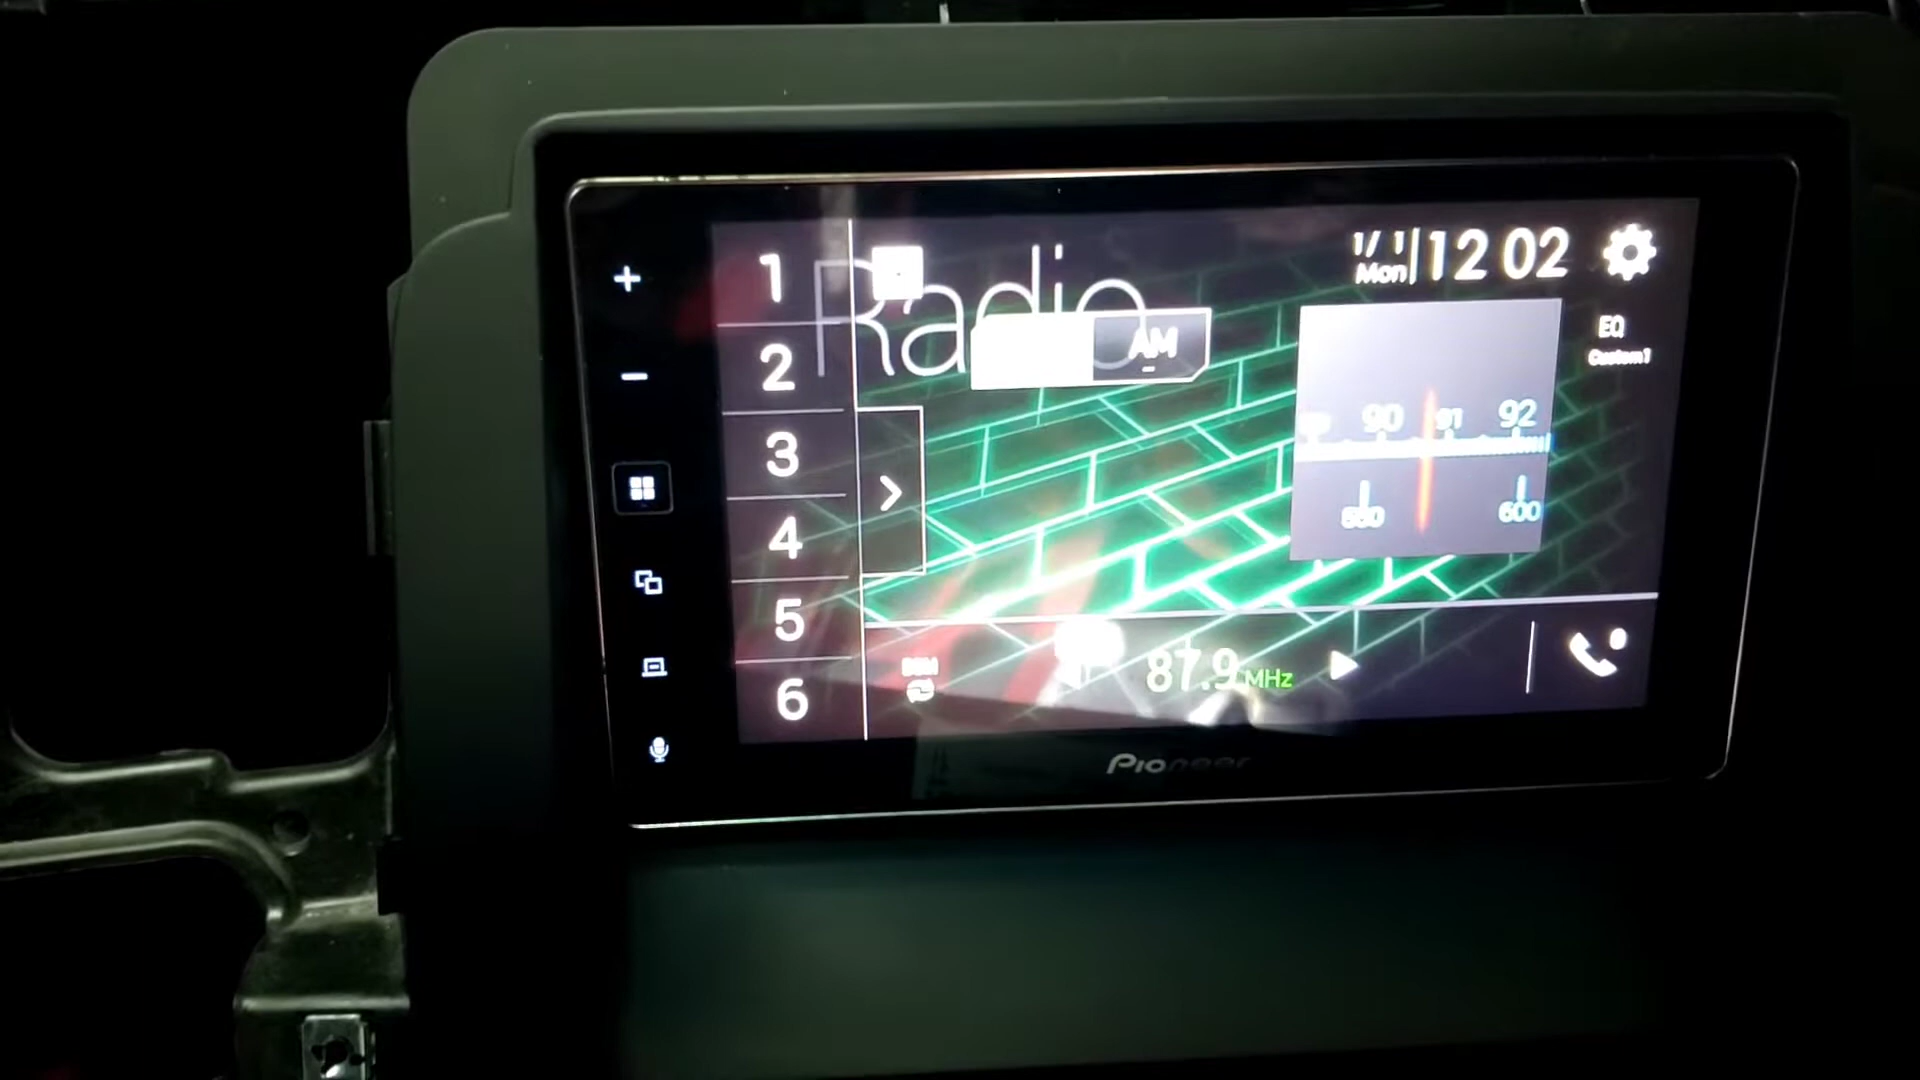 1
2
3
4
5
6
Radio
AM
1/ 1
Mon
12 02
EQ
Custom1
90 91 92
600
87.9 MHz
Pioneer